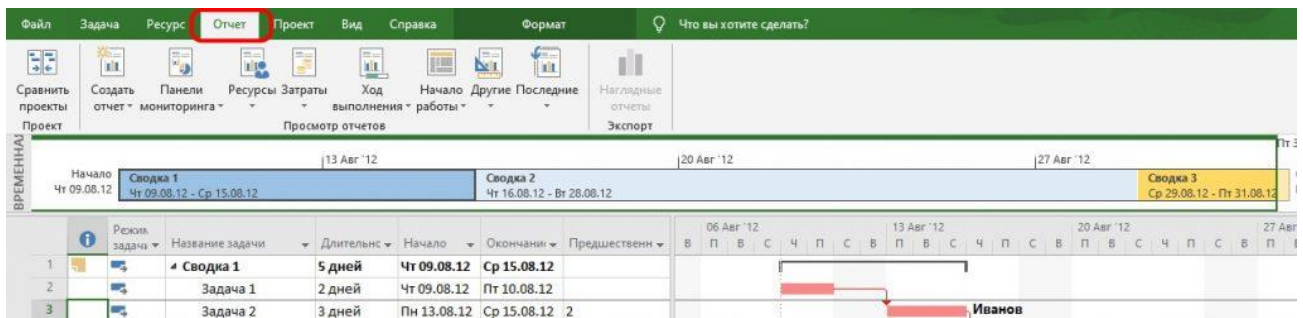 Файл Задача Ресурс Отчет Проект Вид Справка Формат Что вы хотите сделать?
Сравнить проекты
Создать отчет
Панели мониторинга
Ресурсы
Затраты
Ход выполнения
Начало работы
Другие
Последние
Наглядные отчеты
Проект Просмотр отчетов Экспорт
ВРЕМЕННАЯ
13 Авг '12 20 Авг '12 27 Авг '12
Начало
Чт 09.08.12
Сводка 1
Чт 09.08.12 - Ср 15.08.12
Сводка 2
Чт 16.08.12 - Вт 28.08.12
Сводка 3
Ср 29.08.12 - Пт 31.08.12
06 Авг '12 13 Авг '12 20 Авг '12 27 Авг
Режим задачи Название задачи Длительнс Начало Окончание Предшественн В П В С Ч П С В П В С Ч П С В П В С Ч П С В П
1 Сводка 1 5 дней Чт 09.08.12 Ср 15.08.12
2 Задача 1 2 дней Чт 09.08.12 Пт 10.08.12
3 Задача 2 3 дней Пн 13.08.12 Ср 15.08.12 2 Иванов